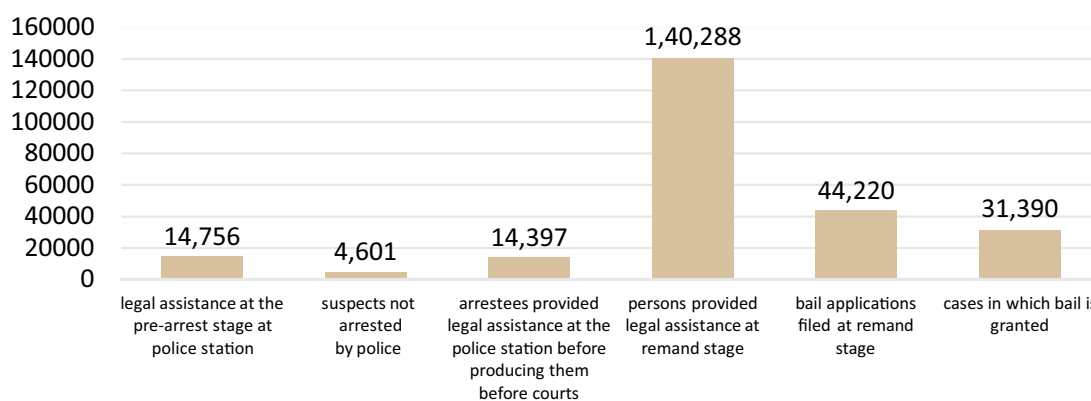 160000
140000
120000
100000
80000
60000
40000
20000
0
14,756
4,601
14,397
1,40,288
44,220
31,390
legal assistance at the
pre-arrest stage at
police station
suspects not
arrested
by police
arrestees provided
legal assistance at the
police station before
producing them
before courts
persons provided
legal assistance at
remand stage
bail applications
filed at remand
stage
cases in which bail i
granted